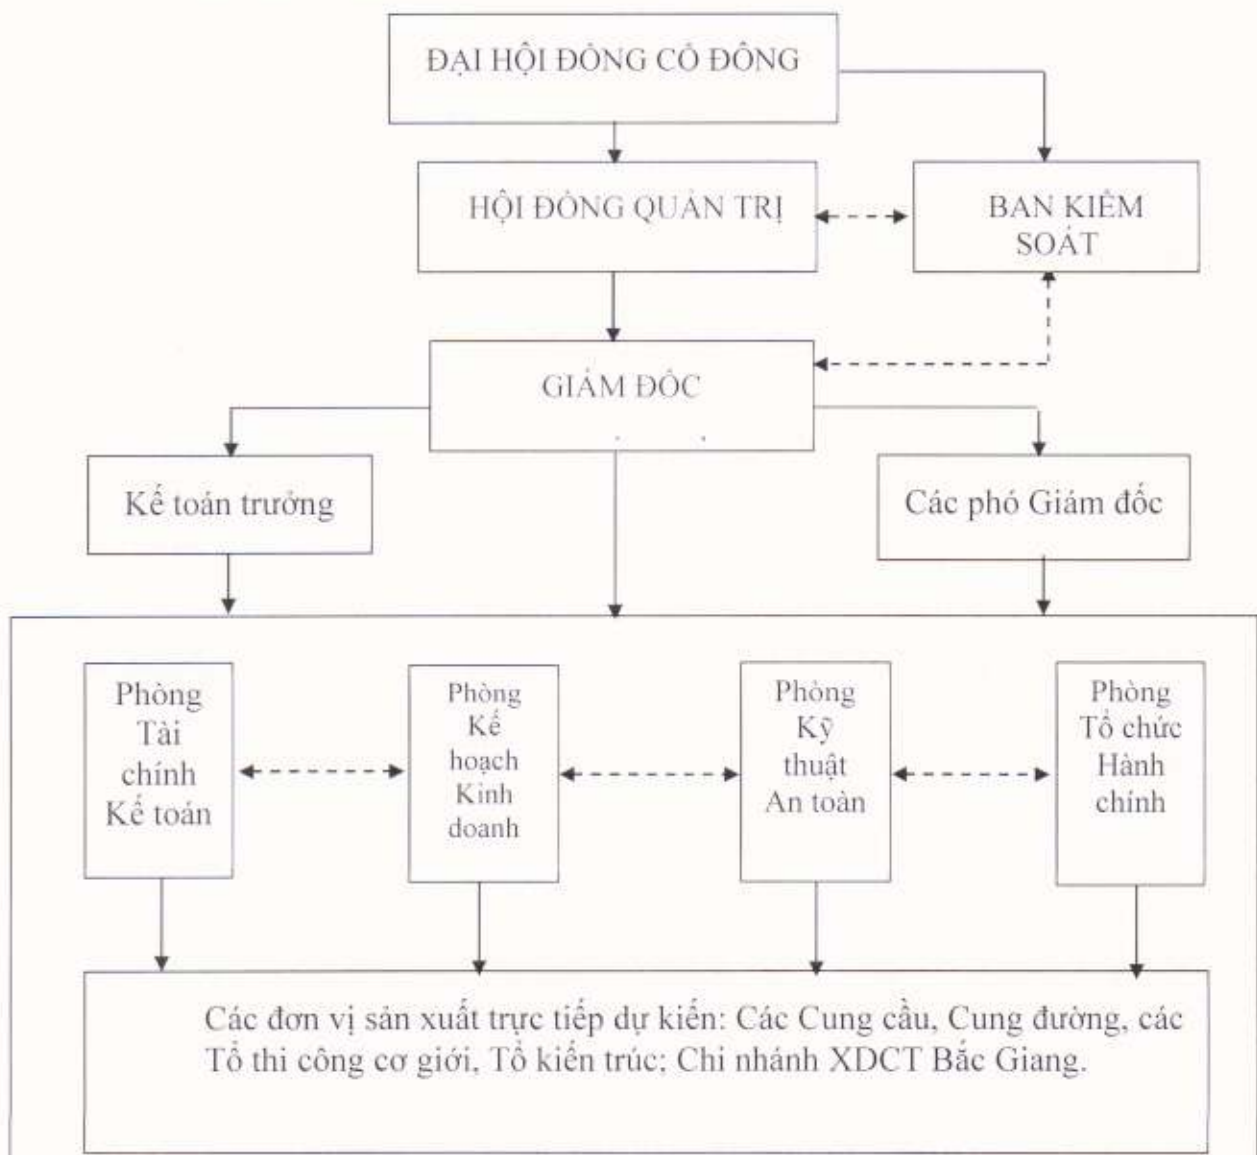 ĐẠI HỘI ĐỒNG CỔ ĐÔNG
HỘI ĐỒNG QUẢN TRỊ
BAN KIỂM
SOÁT
GIÁM ĐỐC
Kế toán trưởng
Các phó Giám đốc
Phòng
Tài
chính
Kế toán
Phòng
Kế
hoạch
Kinh
doanh
Phòng
Kỹ
thuật
An toàn
Phòng
Tổ chức
Hành
chính
Các đơn vị sản xuất trực tiếp dự kiến: Các Cung cầu, Cung đường, các
Tổ thi công cơ giới, Tổ kiến trúc; Chi nhánh XDCT Bắc Giang.